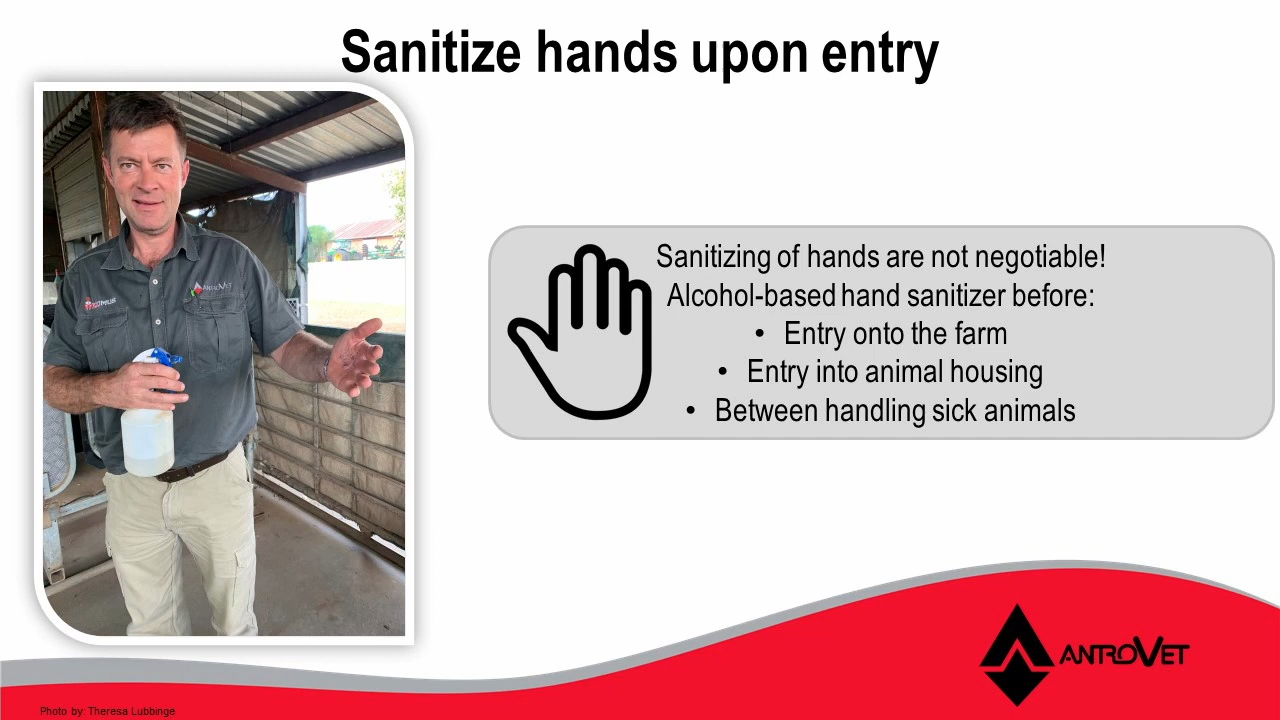 Sanitize hands upon entry
ANTROVET
Sanitizing of hands are not negotiable!
Alcohol-based hand sanitizer before:
• Entry onto the farm
• Entry into animal housing
• Between handling sick animals
ANTROVET
Photo by: Theresa Lubbinge